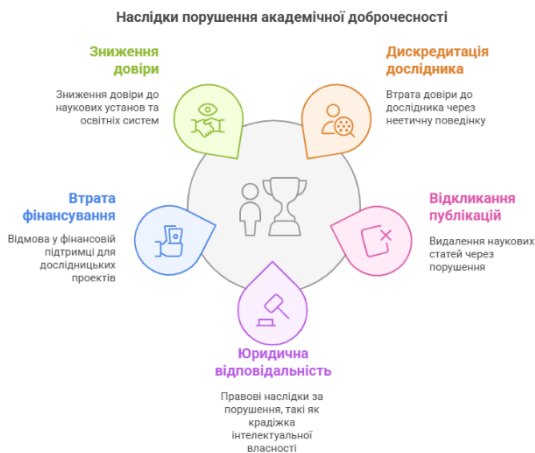 Наслідки порушення академічної доброчесності
Зниження
довіри
Зниження довіри до
наукових установ та
освітніх систем
Дискредитація
дослідника
Втрата довіри до
дослідника через
неетичну поведінку
Втрата
фінансування
Відмова у фінансовій
підтримці для
дослідницьких
проектів
Відкликання
публікацій
Видалення наукових
статей через
порушення
Юридична
відповідальність
Правові наслідки за
порушення, такі як
крадіжка
інтелектуальної
власності